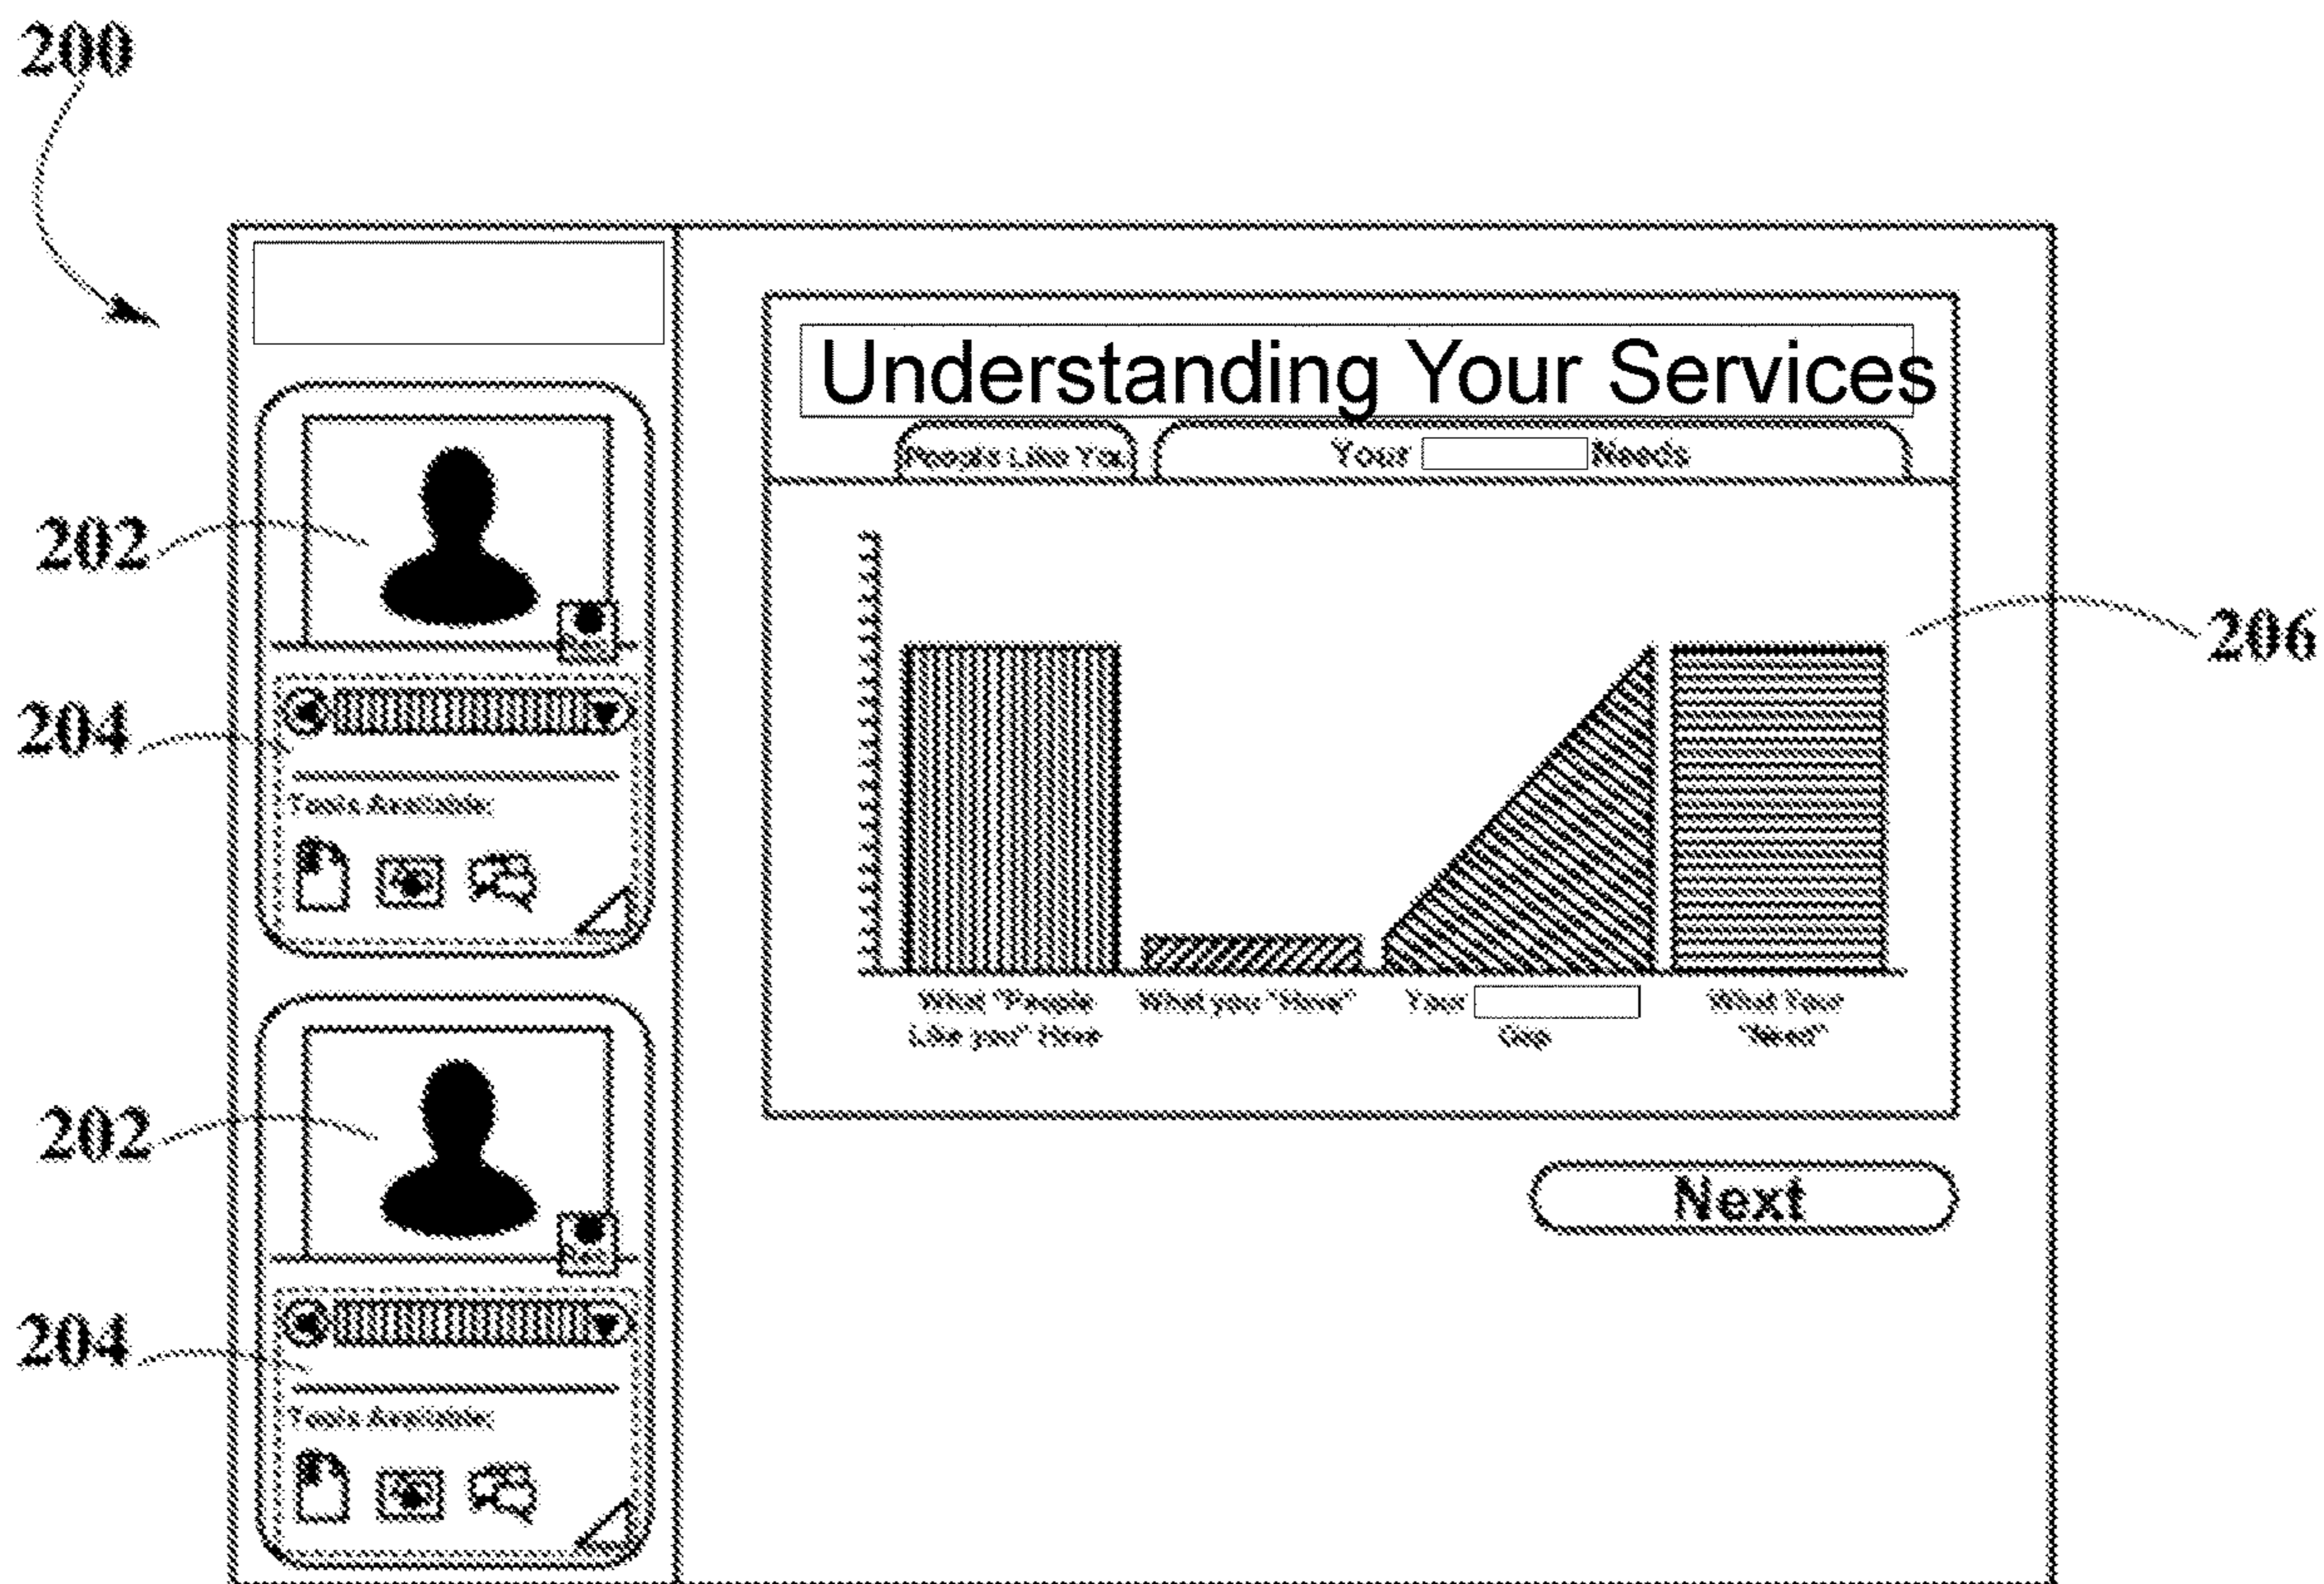 200
Understanding Your Services
People Like You
Your Needs
202
206
204
Tools Available:
What "People
Like you" Have
What you "Have"
Your
Gap
What Your
"Need"
202
Next
204
Tools Available: